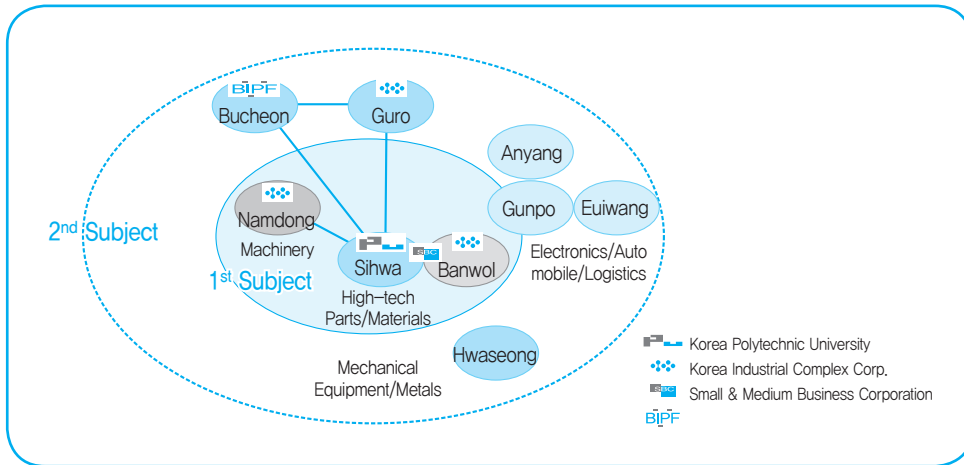 BIPF
Bucheon
Guro
Anyang
Gunpo
Euiwang
Namdong
2nd Subject
Machinery
Electronics/Auto
mobile/Logistics
SBC
Sihwa
Banwol
1st Subject
High-tech
Parts/Materials
Hwaseong
Mechanical
Equipment/Metals
Korea Polytechnic University
Korea Industrial Complex Corp.
SBC
Small & Medium Business Corporation
BIPF